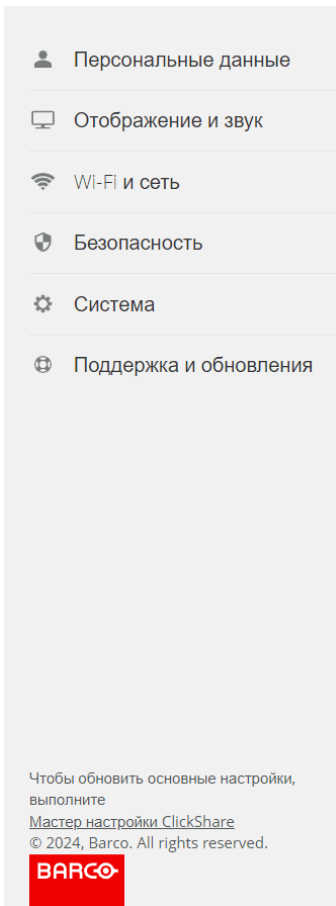 Персональные данные
Отображение и звук
Wi-Fi и сеть
Безопасность
Система
Поддержка и обновления
Чтобы обновить основные настройки,
выполните
Мастер настройки ClickShare
© 2024, Barco. All rights reserved.
BARCO